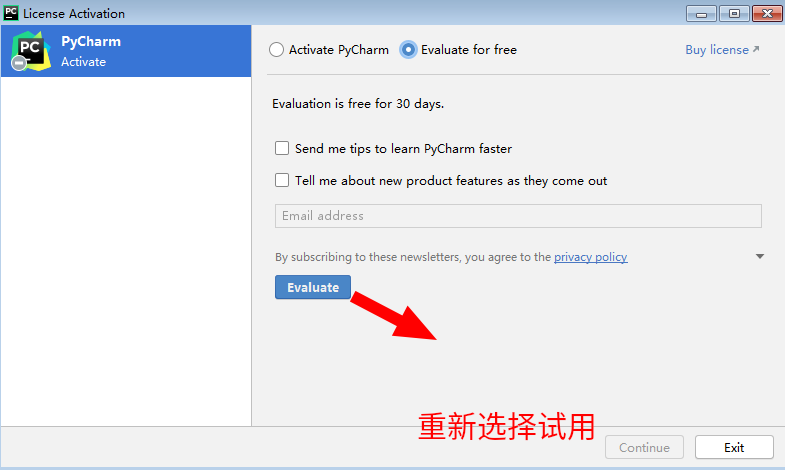 License Activation
PyCharm
Activate
Activate PyCharm
Evaluate for free
Buy license
Evaluation is free for 30 days.
Send me tips to learn PyCharm faster
Tell me about new product features as they come out
Email address
By subscribing to these newsletters, you agree to the privacy policy
Evaluate
重新选择试用
Continue
Exit